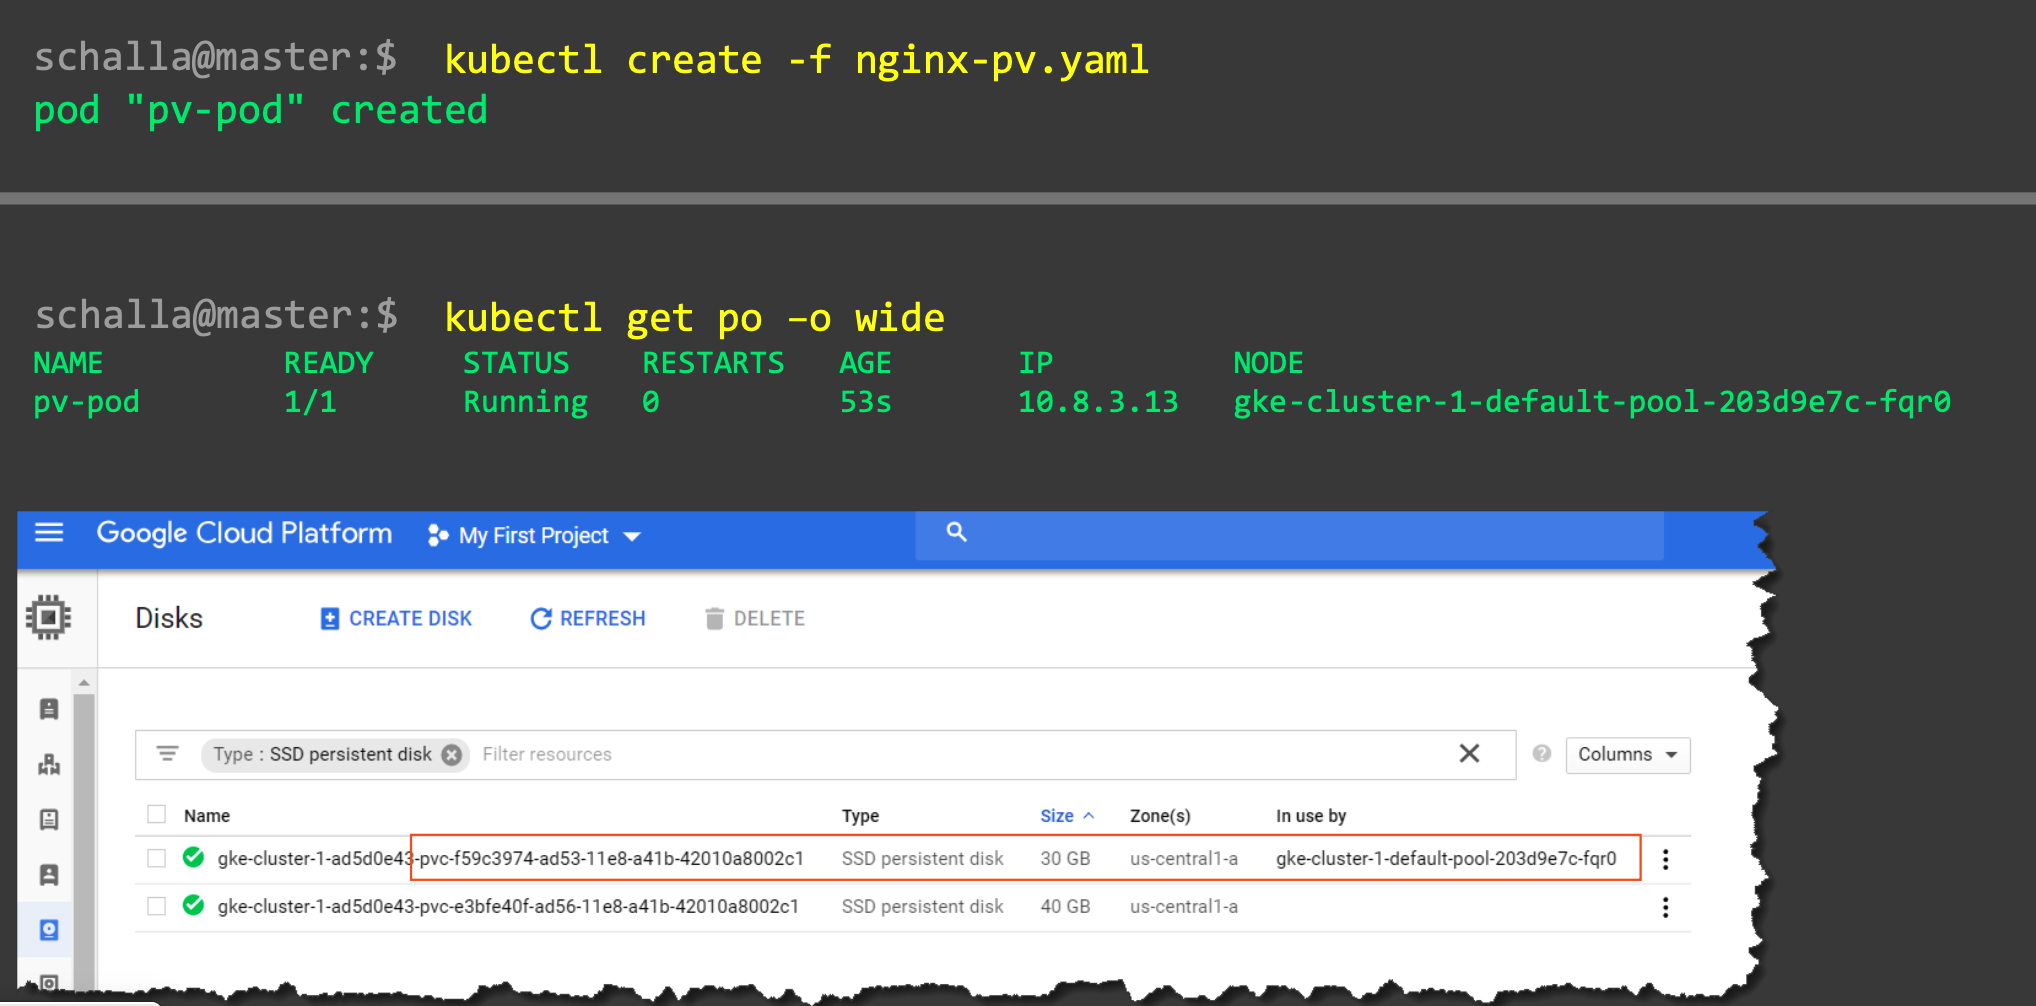 schalla@master:$ kubectl create -f nginx-pv.yaml
pod "pv-pod" created
schalla@master:$ kubectl get po –o wide
NAME READY STATUS RESTARTS AGE IP NODE
pv-pod 1/1 Running 0 53s 10.8.3.13 gke-cluster-1-default-pool-203d9e7c-fqr0
Google Cloud Platform My First Project
Disks CREATE DISK REFRESH DELETE
Type : SSD persistent disk Filter resources Columns
Name Type Size Zone(s) In use by
gke-cluster-1-ad5d0e43-pvc-f59c3974-ad53-11e8-a41b-42010a8002c1 SSD persistent disk 30 GB us-central1-a gke-cluster-1-default-pool-203d9e7c-fqr0
gke-cluster-1-ad5d0e43-pvc-e3bfe40f-ad56-11e8-a41b-42010a8002c1 SSD persistent disk 40 GB us-central1-a